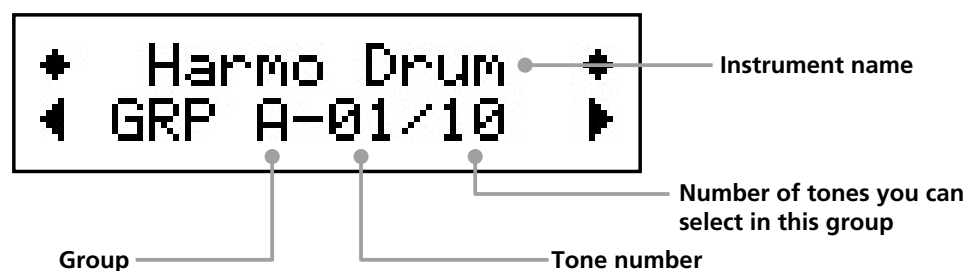 Harmo Drum
GRP A-01/10
Instrument name
Number of tones you can
select in this group
Group
Tone number